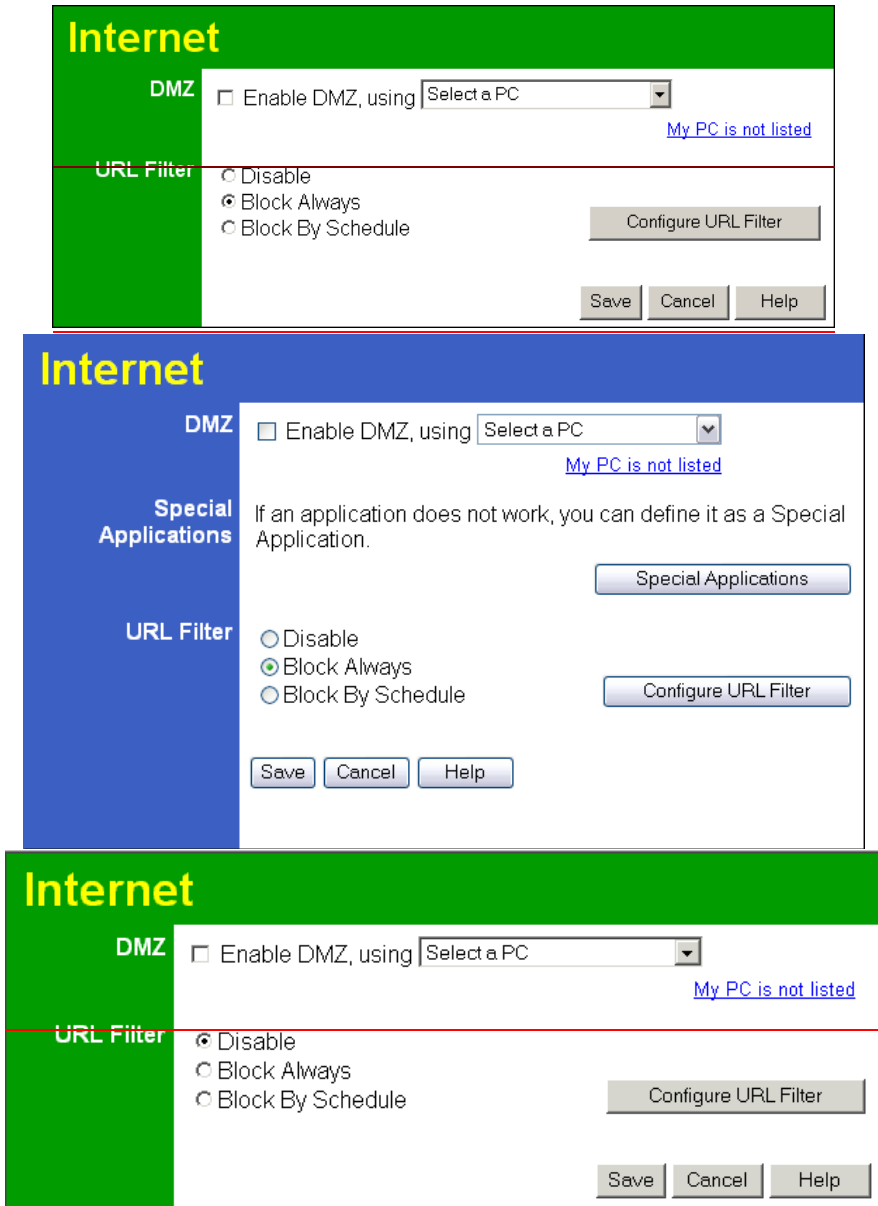 Internet
DMZ
Enable DMZ, using Select a PC
My PC is not listed
URL Filter
Disable
Block Always
Block By Schedule
Configure URL Filter
Save Cancel Help
Internet
DMZ
Enable DMZ, using Select a PC
My PC is not listed
Special
Applications
If an application does not work, you can define it as a Special
Application.
Special Applications
URL Filter
Disable
Block Always
Block By Schedule
Configure URL Filter
Save Cancel Help
Internet
DMZ
Enable DMZ, using Select a PC
My PC is not listed
URL Filter
Disable
Block Always
Block By Schedule
Configure URL Filter
Save Cancel Help